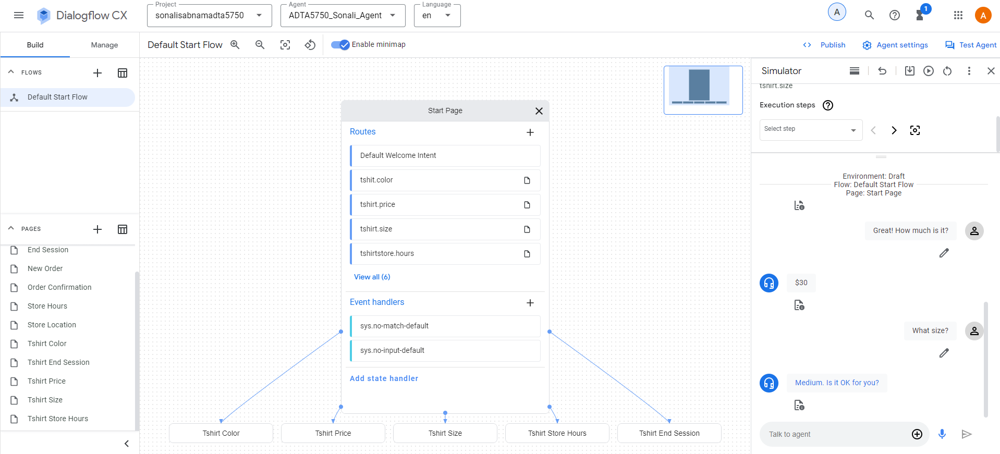 Dialogflow CX
Project
sonalisabnamadta5750
Agent
ADTA5750_Sonali_Agent
Language
en
A
1
A
Build
Manage
Default Start Flow
Enable minimap
Publish
Agent settings
Test Agent
FLOWS
Default Start Flow
PAGES
End Session
New Order
Order Confirmation
Store Hours
Store Location
Tshirt Color
Tshirt End Session
Tshirt Price
Tshirt Size
Tshirt Store Hours
Start Page
Routes
Default Welcome Intent
tshit.color
tshirt.price
tshirt.size
tshirtstore.hours
View all (6)
Event handlers
sys.no-match-default
sys.no-input-default
Add state handler
Tshirt Color
Tshirt Price
Tshirt Size
Tshirt Store Hours
Tshirt End Session
Simulator
tshirt.size
Execution steps
Select step
Environment: Draft
Flow: Default Start Flow
Page: Start Page
Great! How much is it?
$30
What size?
Medium. Is it OK for you?
Talk to agent